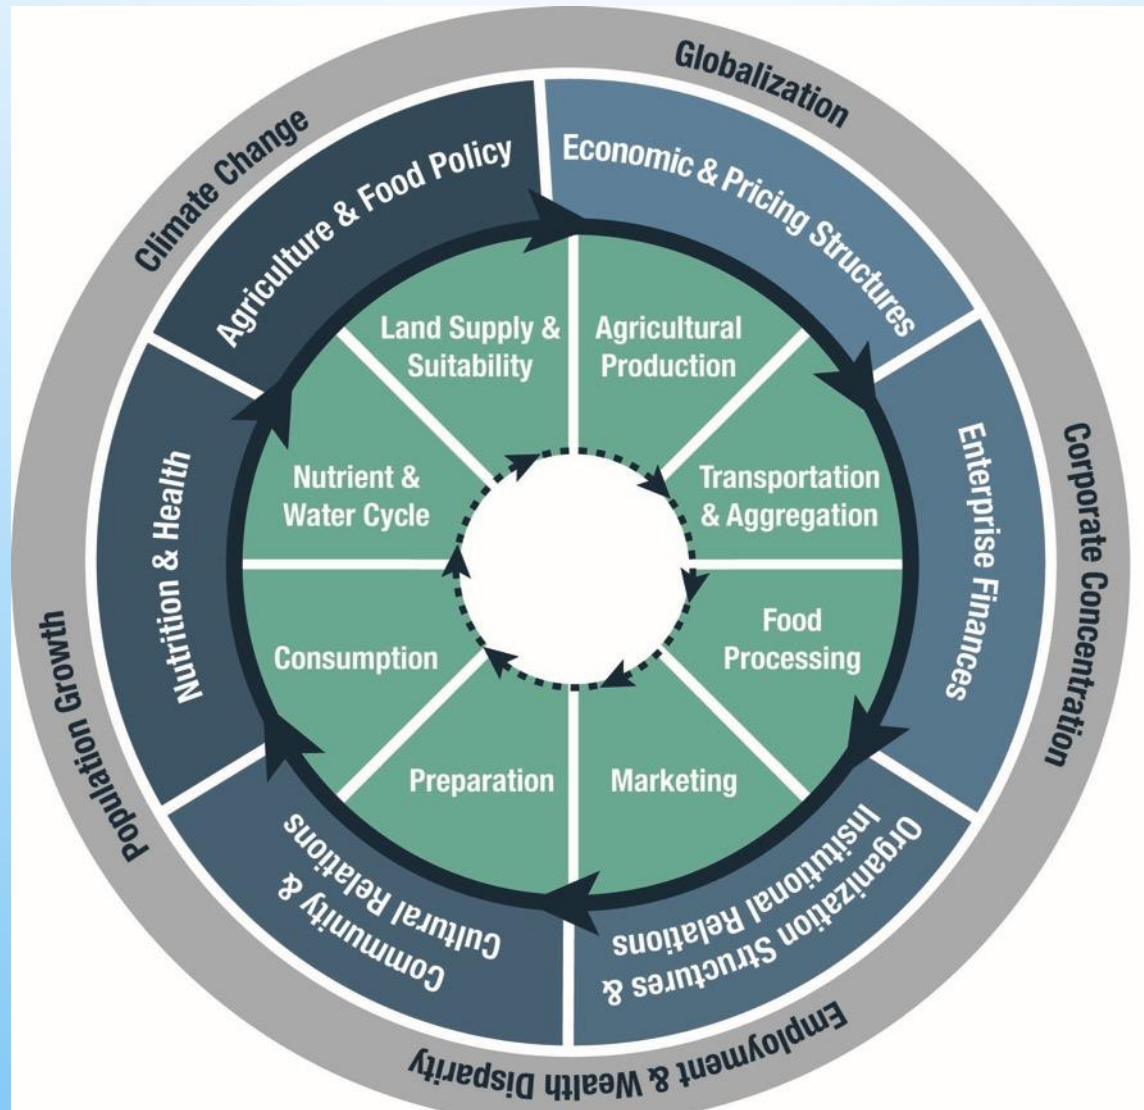 Globalization
Corporate Concentration
Employment & Wealth Disparity
Population Growth
Climate Change
Economic & Pricing Structures
Enterprise Finances
Organization Structures &
Insitutional Relations
Community &
Cultural Relations
Nutrition & Health
Agriculture & Food Policy
Agricultural
Production
Transportation
& Aggregation
Food
Processing
Marketing
Preparation
Consumption
Nutrient &
Water Cycle
Land Supply &
Suitability